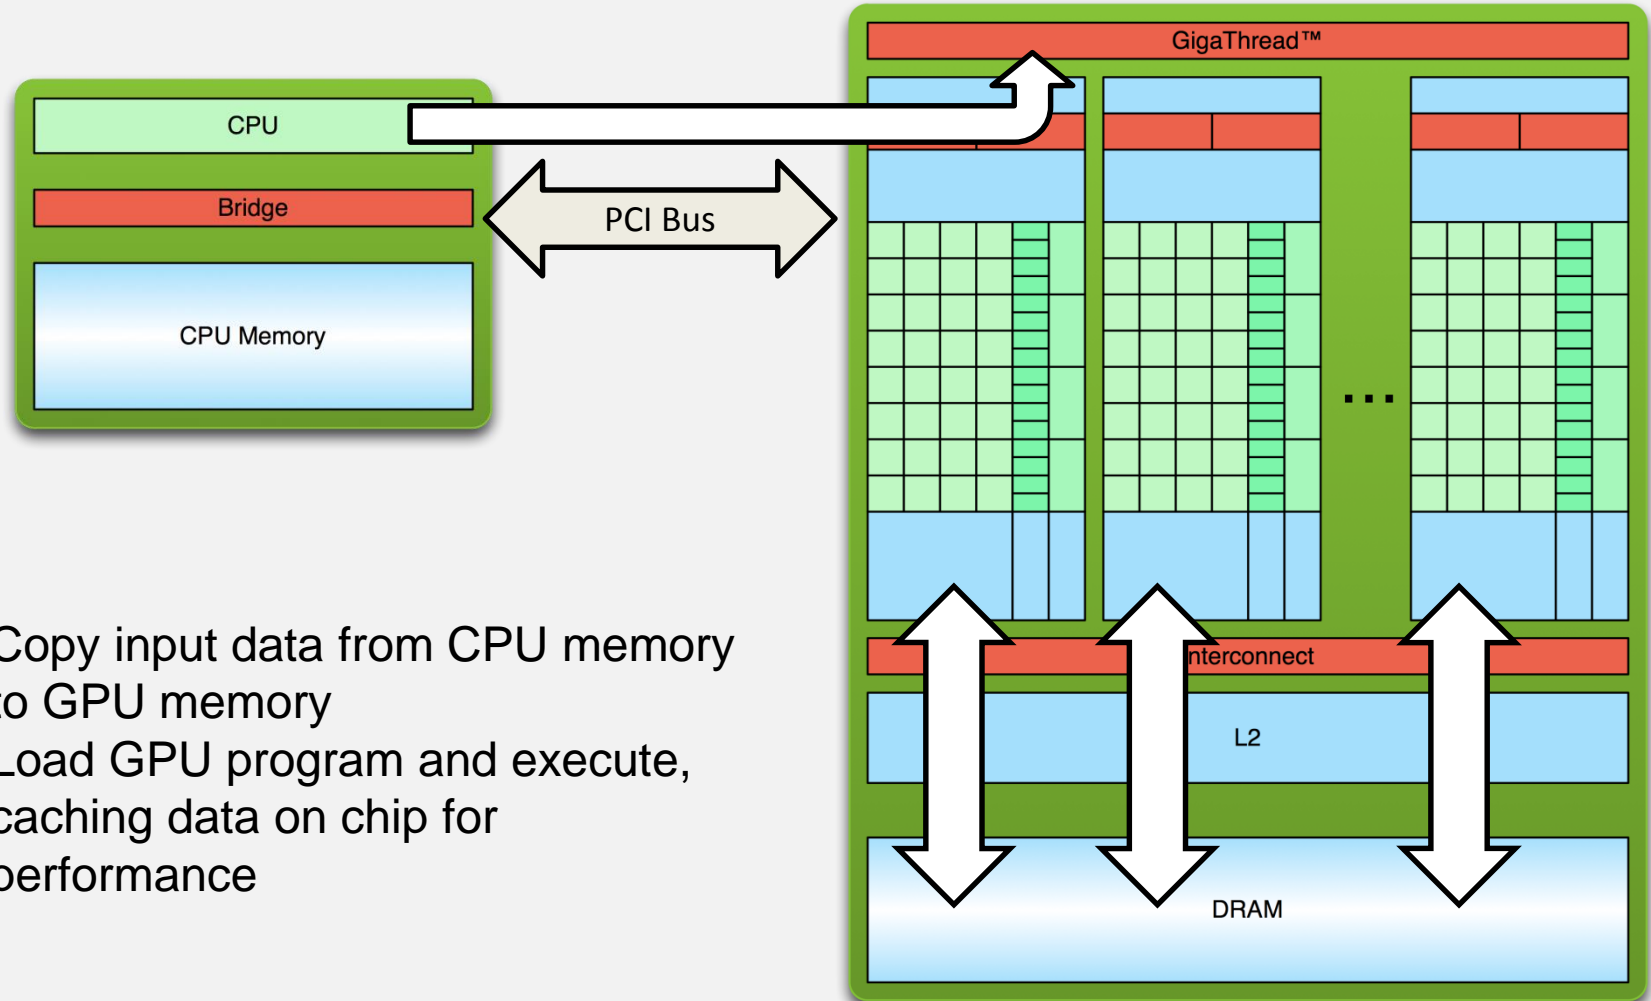 GigaThread™
CPU
Bridge
PCI Bus
CPU Memory
...
Copy input data from CPU memory
to GPU memory
Load GPU program and execute,
caching data on chip for
performance
nterconnect
L2
DRAM